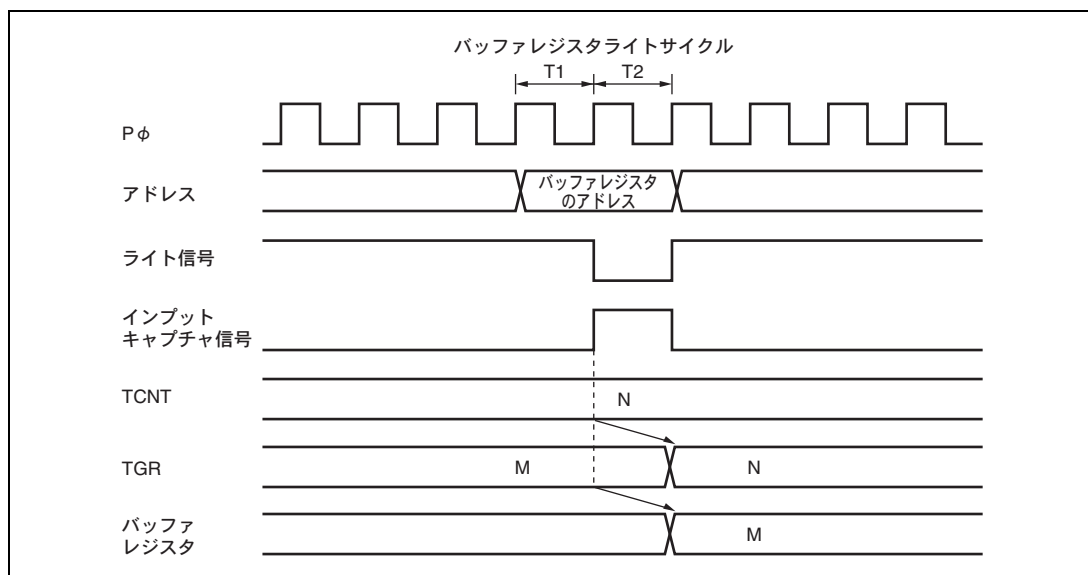 バッファレジスタライトサイクル
T1 T2
Pφ
アドレス
バッファレジスタ
のアドレス
ライト信号
インプット
キャプチャ信号
TCNT
N
TGR
M N
バッファ
レジスタ
M